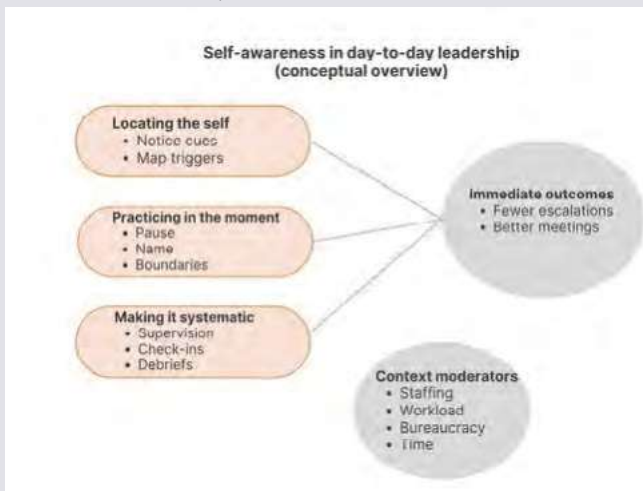 Self-awareness in day-to-day leadership
(conceptual overview)
Locating the self
• Notice cues
• Map triggers
Practicing in the moment
• Pause
• Name
• Boundaries
Making it systematic
• Supervision
• Check-ins
• Debriefs
Immediate outcomes
• Fewer escalations
• Better meetings
Context moderators
• Staffing
• Workload
• Bureaucracy
• Time